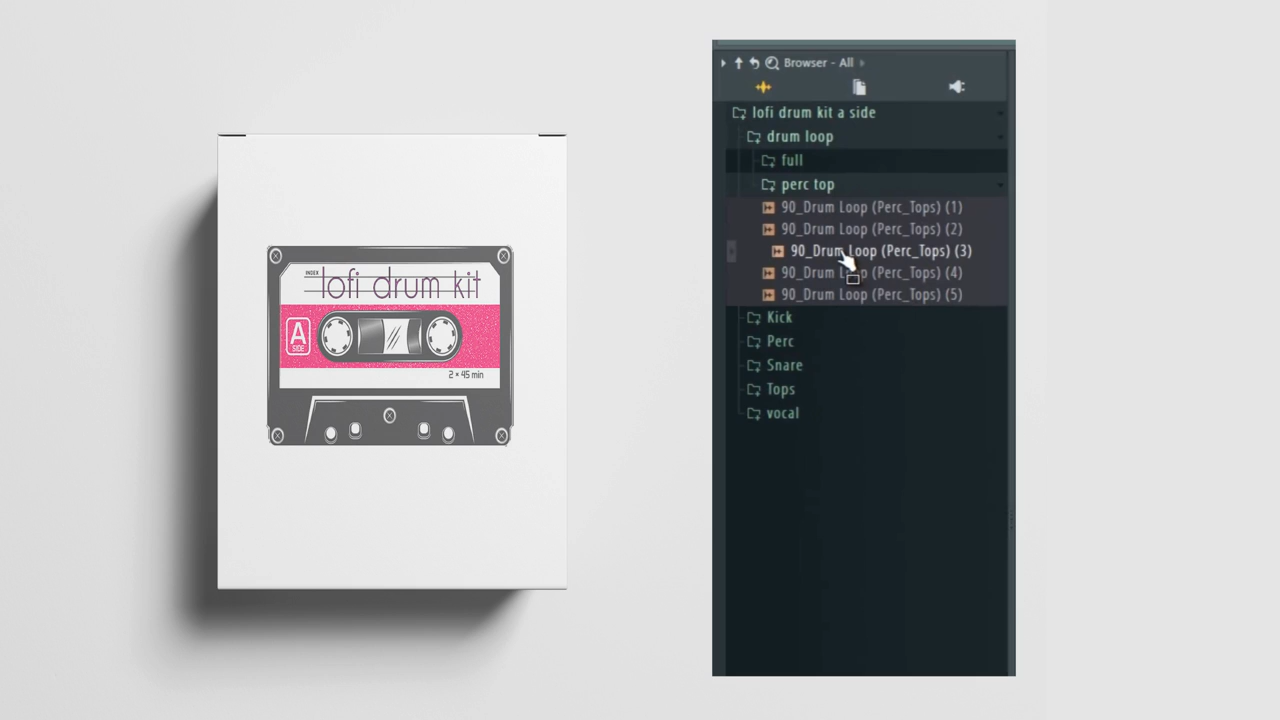 INDEX
lofi drum kit
A
SIDE
2 × 45 min
Browser - All
lofi drum kit a side
drum loop
full
perc top
90_Drum Loop (Perc_Tops) (1)
90_Drum Loop (Perc_Tops) (2)
90_Drum Loop (Perc_Tops) (3)
90_Drum Loop (Perc_Tops) (4)
90_Drum Loop (Perc_Tops) (5)
Kick
Perc
Snare
Tops
vocal